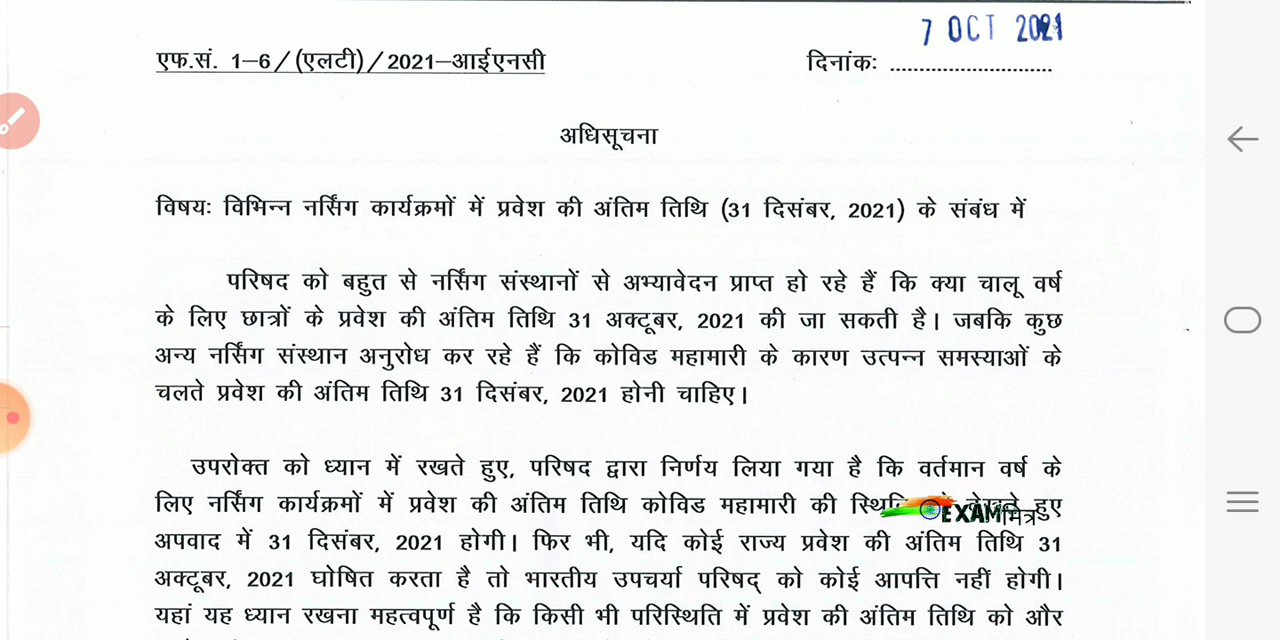 7 OCT 2021
एफ.सं. 1–6/(एलटी)/2021–आईएनसी
दिनांकः ...........................
अधिसूचना
विषयः विभिन्न नर्सिंग कार्यक्रमों में प्रवेश की अंतिम तिथि (31 दिसंबर, 2021) के संबंध में
परिषद को बहुत से नर्सिंग संस्थानों से अभ्यावेदन प्राप्त हो रहे हैं कि क्या चालू वर्ष
के लिए छात्रों के प्रवेश की अंतिम तिथि 31 अक्टूबर, 2021 की जा सकती है। जबकि कुछ
अन्य नर्सिंग संस्थान अनुरोध कर रहे हैं कि कोविड महामारी के कारण उत्पन्न समस्याओं के
चलते प्रवेश की अंतिम तिथि 31 दिसंबर, 2021 होनी चाहिए।
उपरोक्त को ध्यान में रखते हुए, परिषद द्वारा निर्णय लिया गया है कि वर्तमान वर्ष के
लिए नर्सिंग कार्यक्रमों में प्रवेश की अंतिम तिथि कोविड महामारी की हुए
EXAMमित्र
अपवाद में 31 दिसंबर, 2021 होगी। फिर भी, यदि कोई राज्य प्रवेश की अंतिम तिथि 31
अक्टूबर, 2021 घोषित करता है तो भारतीय उपचर्या परिषद् को कोई आपत्ति नहीं होगी।
यहां यह ध्यान रखना महत्वपूर्ण है कि किसी भी परिस्थिति में प्रवेश की अंतिम तिथि को और